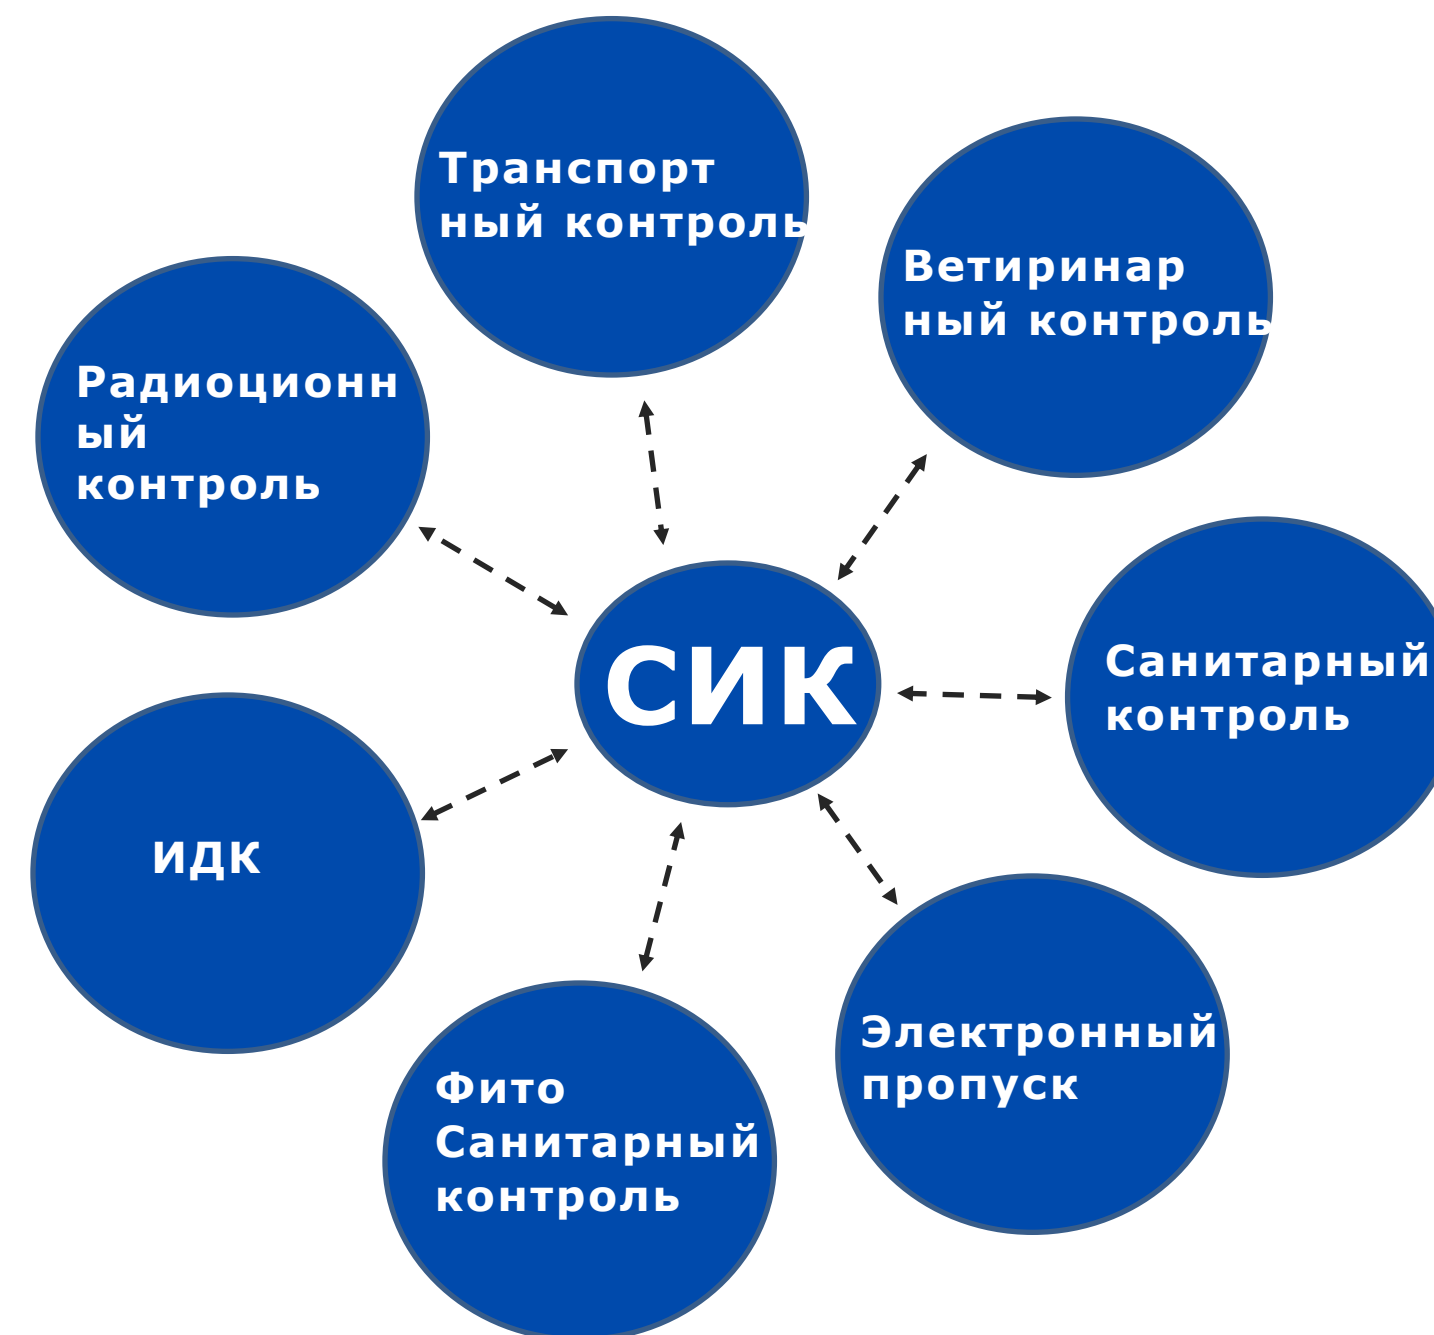 Транспорт
ный контроль
Ветиринар
ный контроль
Радиоционн
ый
контроль
СИК
Санитарный
контроль
ИДК
Электронный
пропуск
Фито
Санитарный
контроль